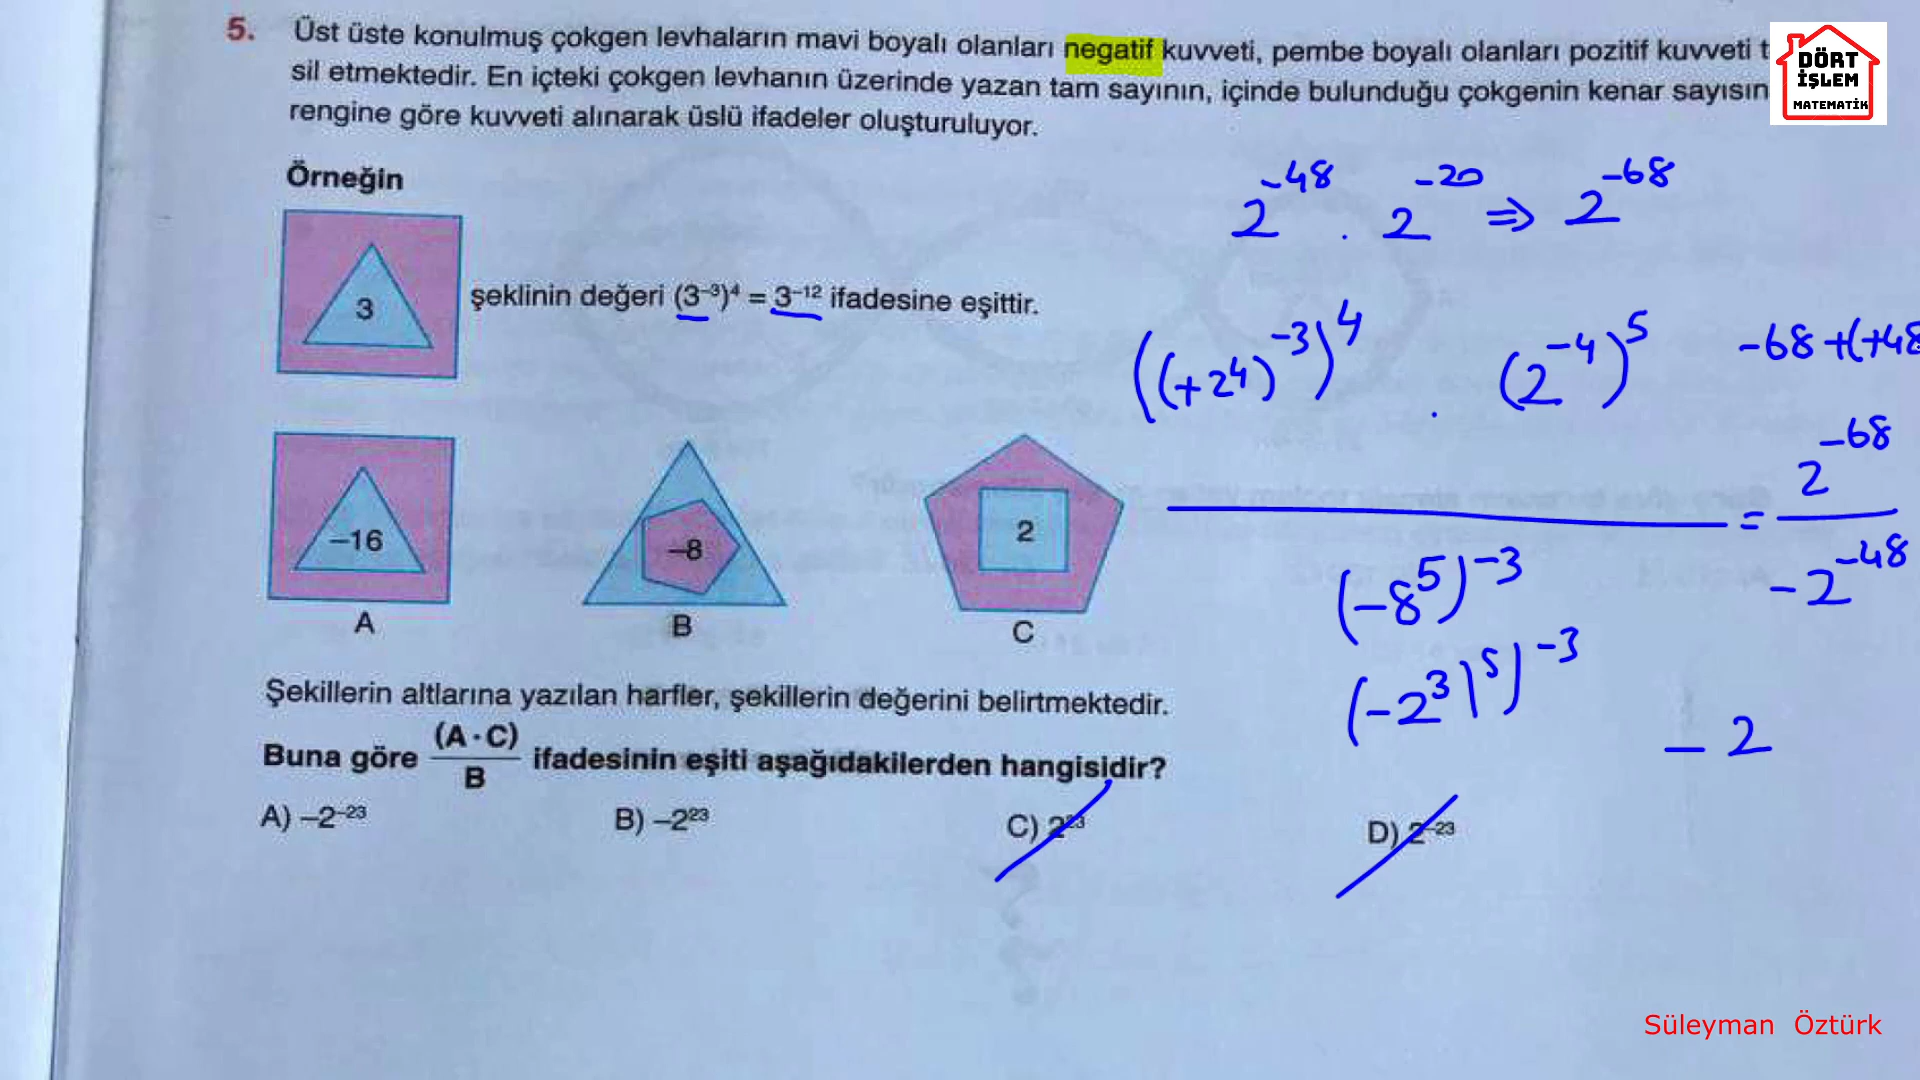 5. Üst üste konulmuş çokgen levhaların mavi boyalı olanları negatif kuvveti, pembe boyalı olanları pozitif kuvveti t
sil etmektedir. En içteki çokgen levhanın üzerinde yazan tam sayının, içinde bulunduğu çokgenin kenar sayısın
rengine göre kuvveti alınarak üslü ifadeler oluşturuluyor.
DÖRT
İŞLEM
MATEMATİK
Örneğin
3
şeklinin değeri (3⁻³)⁴ = 3⁻¹² ifadesine eşittir.
2⁻⁴⁸ . 2⁻²⁰ ⇒ 2⁻⁶⁸
((+2⁴)⁻³)⁴ . (2⁻⁴)⁵
-68+(+48
-16
A
-8
B
2
C
= 2⁻⁶⁸
-2⁻⁴⁸
(-8⁵)⁻³
(-2³)⁵)⁻³
-2
Şekillerin altlarına yazılan harfler, şekillerin değerini belirtmektedir.
Buna göre (A · C) / B ifadesinin eşiti aşağıdakilerden hangisidir?
A) –2⁻²³ B) –2²³ C) 2²³ D) 2⁻²³
Süleyman Öztürk